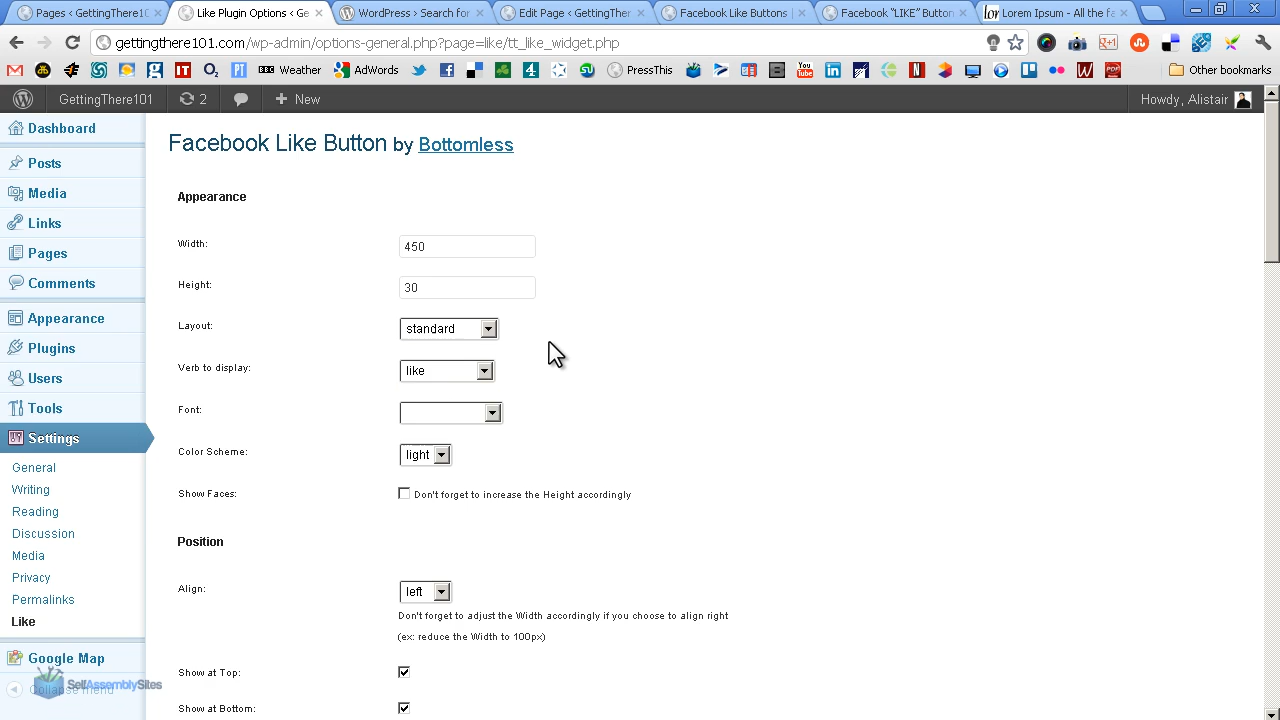 Pages ‹ GettingThere10
Like Plugin Options ‹ Ge
WordPress › Search for
Edit Page ‹ GettingTher
Facebook Like Buttons |
Facebook "LIKE" Button
Lorem Ipsum - All the fa
gettingthere101.com/wp-admin/options-general.php?page=like/tt_like_widget.php
BBC Weather
AdWords
PressThis
Other bookmarks
GettingThere101
2
New
Howdy, Alistair
Dashboard
Posts
Media
Links
Pages
Comments
Appearance
Plugins
Users
Tools
Settings
General
Writing
Reading
Discussion
Media
Privacy
Permalinks
Like
Google Map
Collapse menu
SelfAssemblySites
Facebook Like Button by Bottomless
Appearance
Width: 450
Height: 30
Layout: standard
Verb to display: like
Font:
Color Scheme: light
Show Faces: Don't forget to increase the Height accordingly
Position
Align: left
Don't forget to adjust the Width accordingly if you choose to align right
(ex: reduce the Width to 100px)
Show at Top:
Show at Bottom: